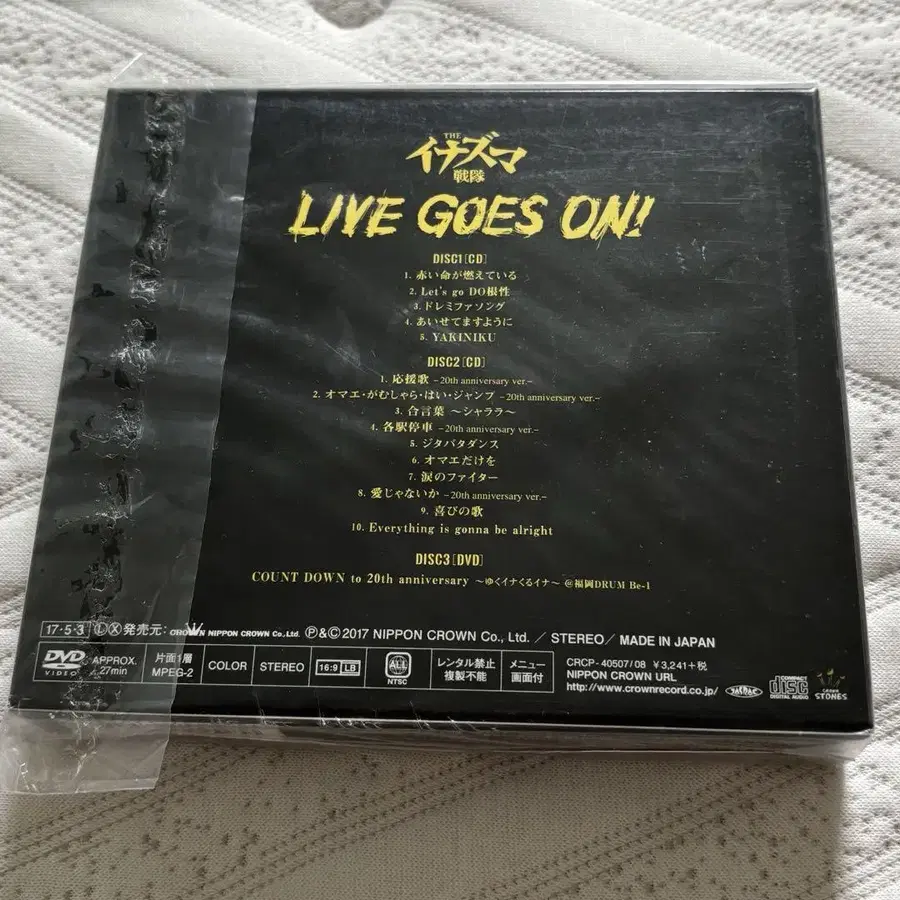 THE
イナズマ
戦隊
LIVE GOES ON!
DISC1[CD]
1. 赤い命が燃えている
2. Let's go DO根性
3. ドレミファソング
4. あいせてますように
5. YAKINIKU
DISC2[CD]
1. 応援歌 -20th anniversary ver.-
2. オマエ・がむしゃら・はい・ジャンプ -20th anniversary ver.-
3. 合言葉 〜シャララ〜
4. 各駅停車 -20th anniversary ver.-
5. ジタバタダンス
6. オマエだけを
7. 涙のファイター
8. 愛じゃないか -20th anniversary ver.-
9. 喜びの歌
10. Everything is gonna be alright
DISC3[DVD]
COUNT DOWN to 20th anniversary 〜ゆくイナくるイナ〜 @福岡DRUM Be-1
17・5・3 Ⓛ Ⓧ 発売元: CROWN NIPPON CROWN Co., Ltd. Ⓟ&©2017 NIPPON CROWN Co., Ltd. / STEREO / MADE IN JAPAN
DVD VIDEO
APPROX. 27min
片面1層 MPEG-2
COLOR
STEREO
16:9 LB
ALL NTSC
レンタル禁止 複製不能
メニュー 画面付
CRCP-40507/08 ¥3,241+税
NIPPON CROWN URL
http://www.crownrecord.co.jp/
JASRAC
COMPACT disc DIGITAL AUDIO
CROWN STONES